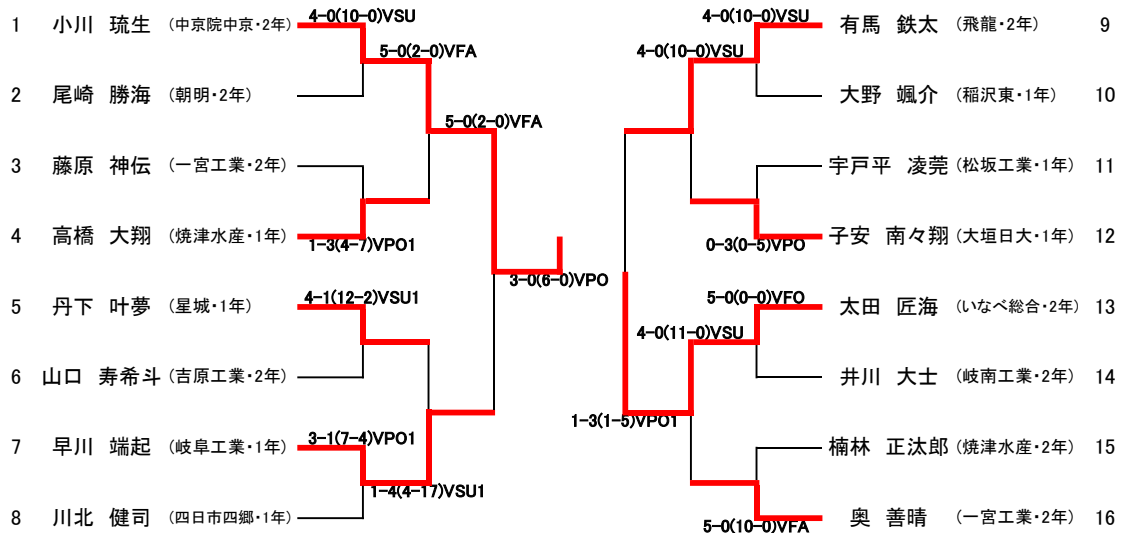 4-0(10-0)VSU
1 小川 琉生 (中京院中京・2年)
5-0(2-0)VFA
2 尾崎 勝海 (朝明・2年)
5-0(2-0)VFA
3 藤原 神伝 (一宮工業・2年)
4 高橋 大翔 (焼津水産・1年)
1-3(4-7)VPO1
3-0(6-0)VPO
4-1(12-2)VSU1
5 丹下 叶夢 (星城・1年)
6 山口 寿希斗 (吉原工業・2年)
3-1(7-4)VPO1
7 早川 端起 (岐阜工業・1年)
1-4(4-17)VSU1
8 川北 健司 (四日市四郷・1年)
4-0(10-0)VSU
有馬 鉄太 (飛龍・2年) 9
4-0(10-0)VSU
大野 颯介 (稲沢東・1年) 10
宇戸平 凌莞 (松坂工業・1年) 11
子安 南々翔 (大垣日大・1年) 12
0-3(0-5)VPO
5-0(0-0)VFO
太田 匠海 (いなべ総合・2年) 13
4-0(11-0)VSU
井川 大士 (岐南工業・2年) 14
1-3(1-5)VPO1
楠林 正汰郎 (焼津水産・2年) 15
奥 善晴 (一宮工業・2年) 16
5-0(10-0)VFA